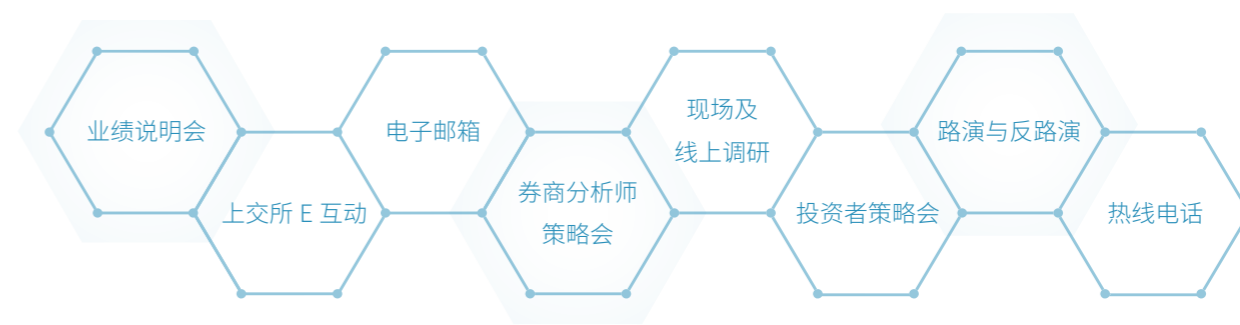 业绩说明会
上交所 E 互动
电子邮箱
券商分析师
策略会
现场及
线上调研
投资者策略会
路演与反路演
热线电话